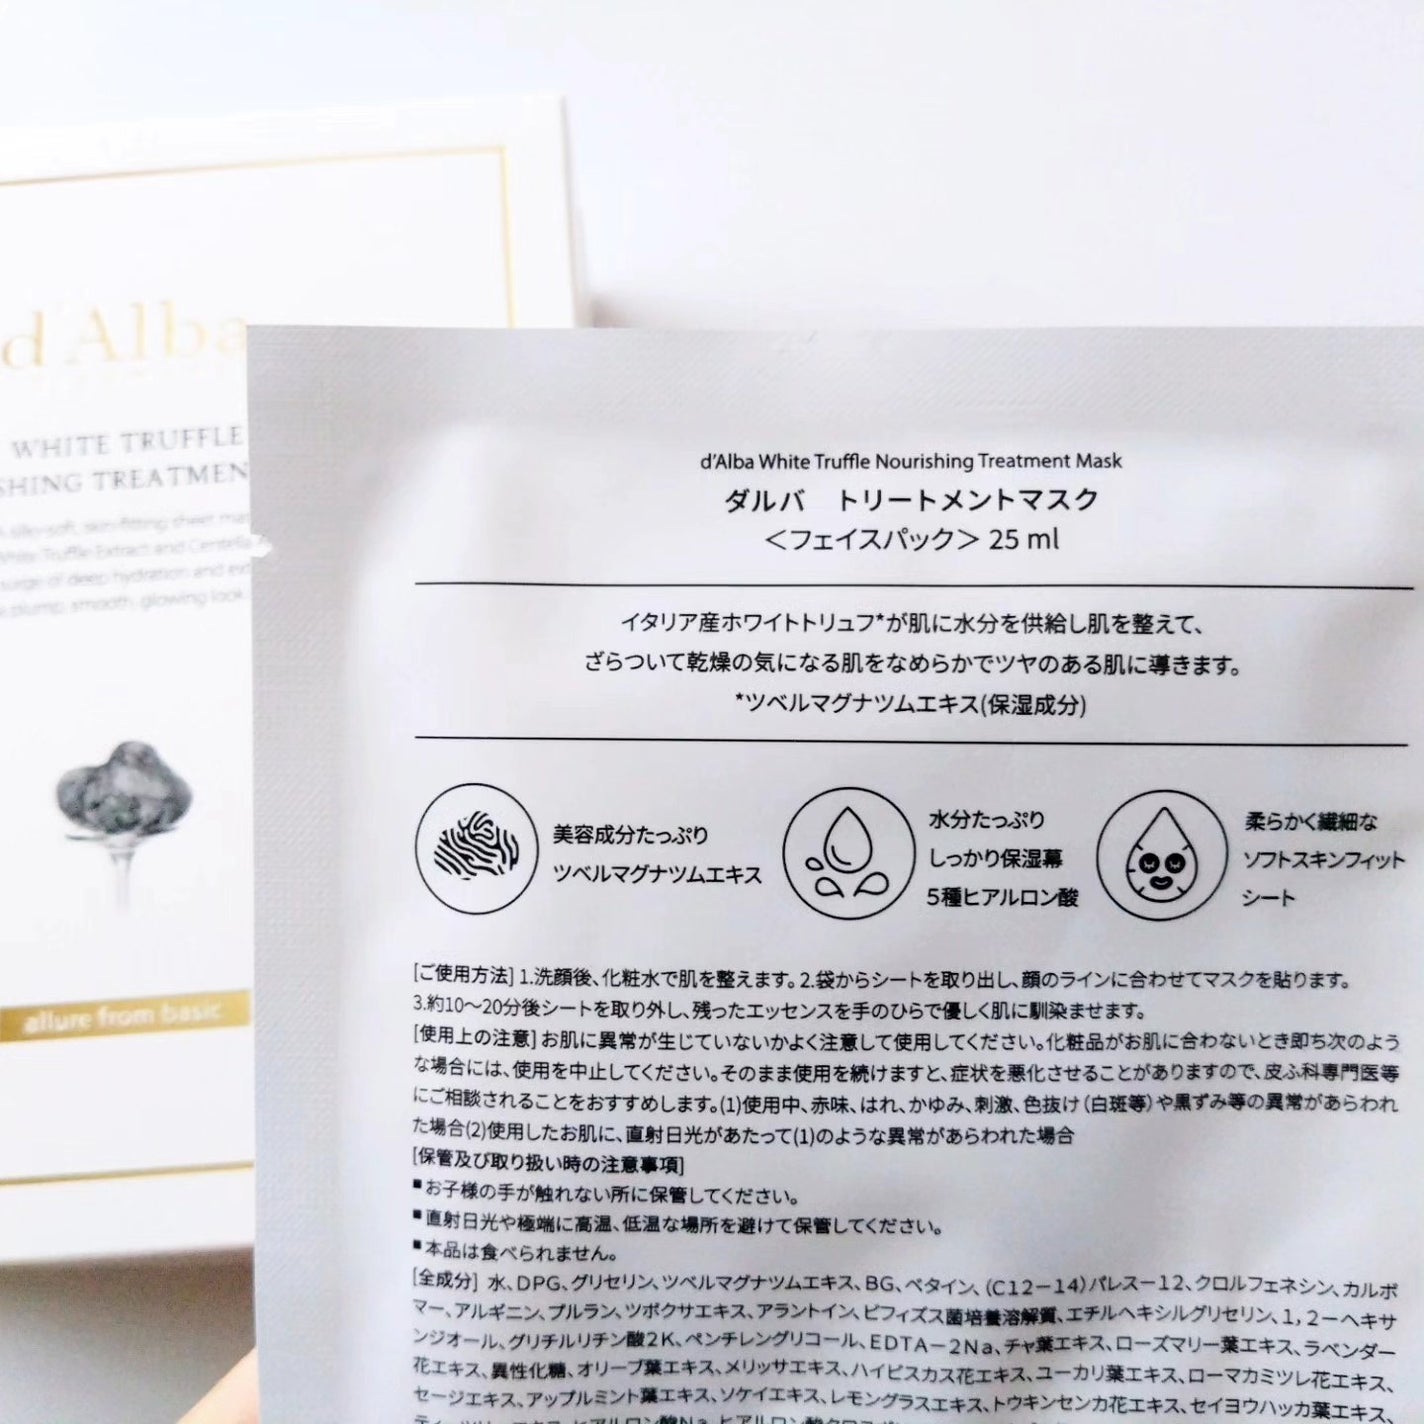 d'Alba
WHITE TRUFFLE
SHING TREATMEN
White Truffle Extract and Centella
surge of deep hydration and
plump, smooth, glowing look.
allure from basic
d'Alba White Truffle Nourishing Treatment Mask
ダルバ　トリートメントマスク
＜フェイスパック＞ 25 ml
イタリア産ホワイトトリュフ*が肌に水分を供給し肌を整えて、
ざらついて乾燥の気になる肌をなめらかでツヤのある肌に導きます。
*ツベルマグナツムエキス(保湿成分)
美容成分たっぷり
ツベルマグナツムエキス
水分たっぷり
しっかり保湿幕
5種ヒアルロン酸
柔らかく繊細な
ソフトスキンフィット
シート
[ご使用方法] 1.洗顔後、化粧水で肌を整えます。2.袋からシートを取り出し、顔のラインに合わせてマスクを貼ります。
3.約10〜20分後シートを取り外し、残ったエッセンスを手のひらで優しく肌に馴染ませます。
[使用上の注意] お肌に異常が生じていないかよく注意して使用してください。化粧品がお肌に合わないとき即ち次のよう
な場合には、使用を中止してください。そのまま使用を続けますと、症状を悪化させることがありますので、皮ふ科専門医等
にご相談されることをおすすめします。(1)使用中、赤味、はれ、かゆみ、刺激、色抜け（白斑等）や黒ずみ等の異常があらわれ
た場合(2)使用したお肌に、直射日光があたって(1)のような異常があらわれた場合
[保管及び取り扱い時の注意事項]
■お子様の手が触れない所に保管してください。
■直射日光や極端に高温、低温な場所を避けて保管してください。
■本品は食べられません。
[全成分] 水、DPG、グリセリン、ツベルマグナツムエキス、BG、ベタイン、(C12－14)パレス－12、クロルフェネシン、カルボ
マー、アルギニン、プルラン、ツボクサエキス、アラントイン、ビフィズス菌培養溶解質、エチルヘキシルグリセリン、1，2－ヘキサ
ンジオール、グリチルリチン酸2K、ペンチレングリコール、EDTA－2Na、チャ葉エキス、ローズマリー葉エキス、ラベンダー
花エキス、異性化糖、オリーブ葉エキス、メリッサエキス、ハイビスカス花エキス、ユーカリ葉エキス、ローマカミツレ花エキス、
セージエキス、アップルミント葉エキス、ソケイエキス、レモングラスエキス、トウキンセンカ花エキス、セイヨウハッカ葉エキス、